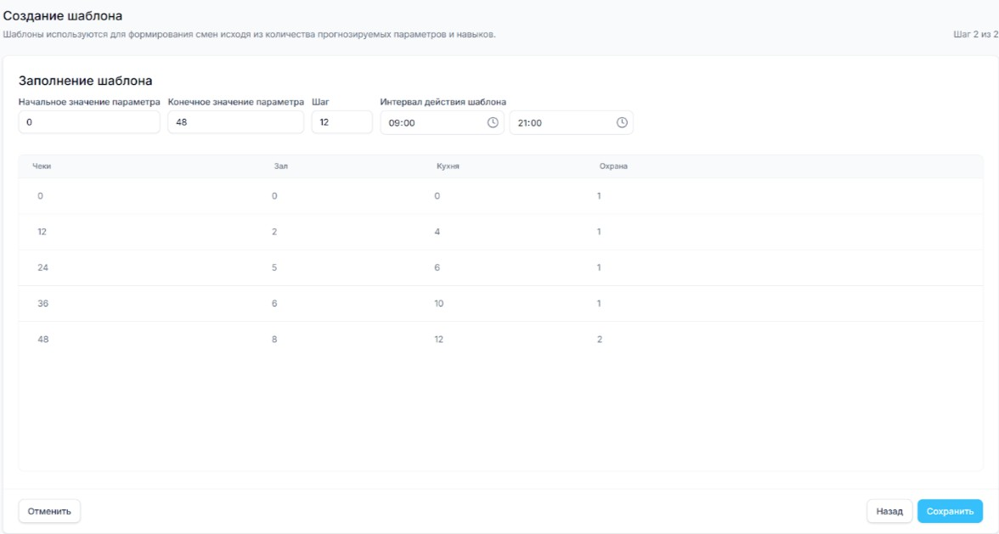 Создание шаблона
Шаблоны используются для формирования смен исходя из количества прогнозируемых параметров и навыков.
Шаг 2 из 2
Заполнение шаблона
Начальное значение параметра Конечное значение параметра Шаг Интервал действия шаблона
0 48 12 09:00 21:00
Чеки Зал Кухня Охрана
0 0 0 1
12 2 4 1
24 5 6 1
36 6 10 1
48 8 12 2
Отменить Назад Сохранить